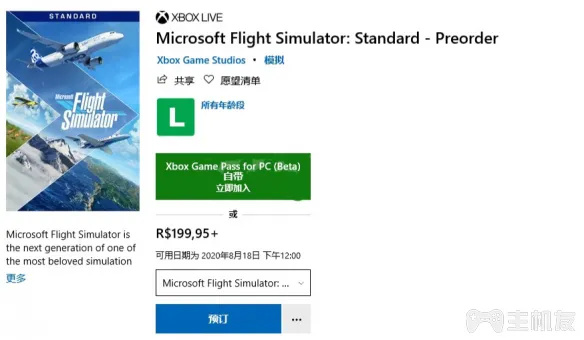 STANDARD
Microsoft
Flight
Simulator
XBOX LIVE
Microsoft Flight Simulator: Standard - Preorder
Xbox Game Studios • 模拟
共享 愿望清单
L 所有年龄段
Xbox Game Pass for PC (Beta)
自带
立即加入
或
R$199,95+
可用日期为 2020年8月18日 下午12:00
Microsoft Flight Simulator: ...
预订 ...
Microsoft Flight Simulator is
the next generation of one of
the most beloved simulation
更多
主机友